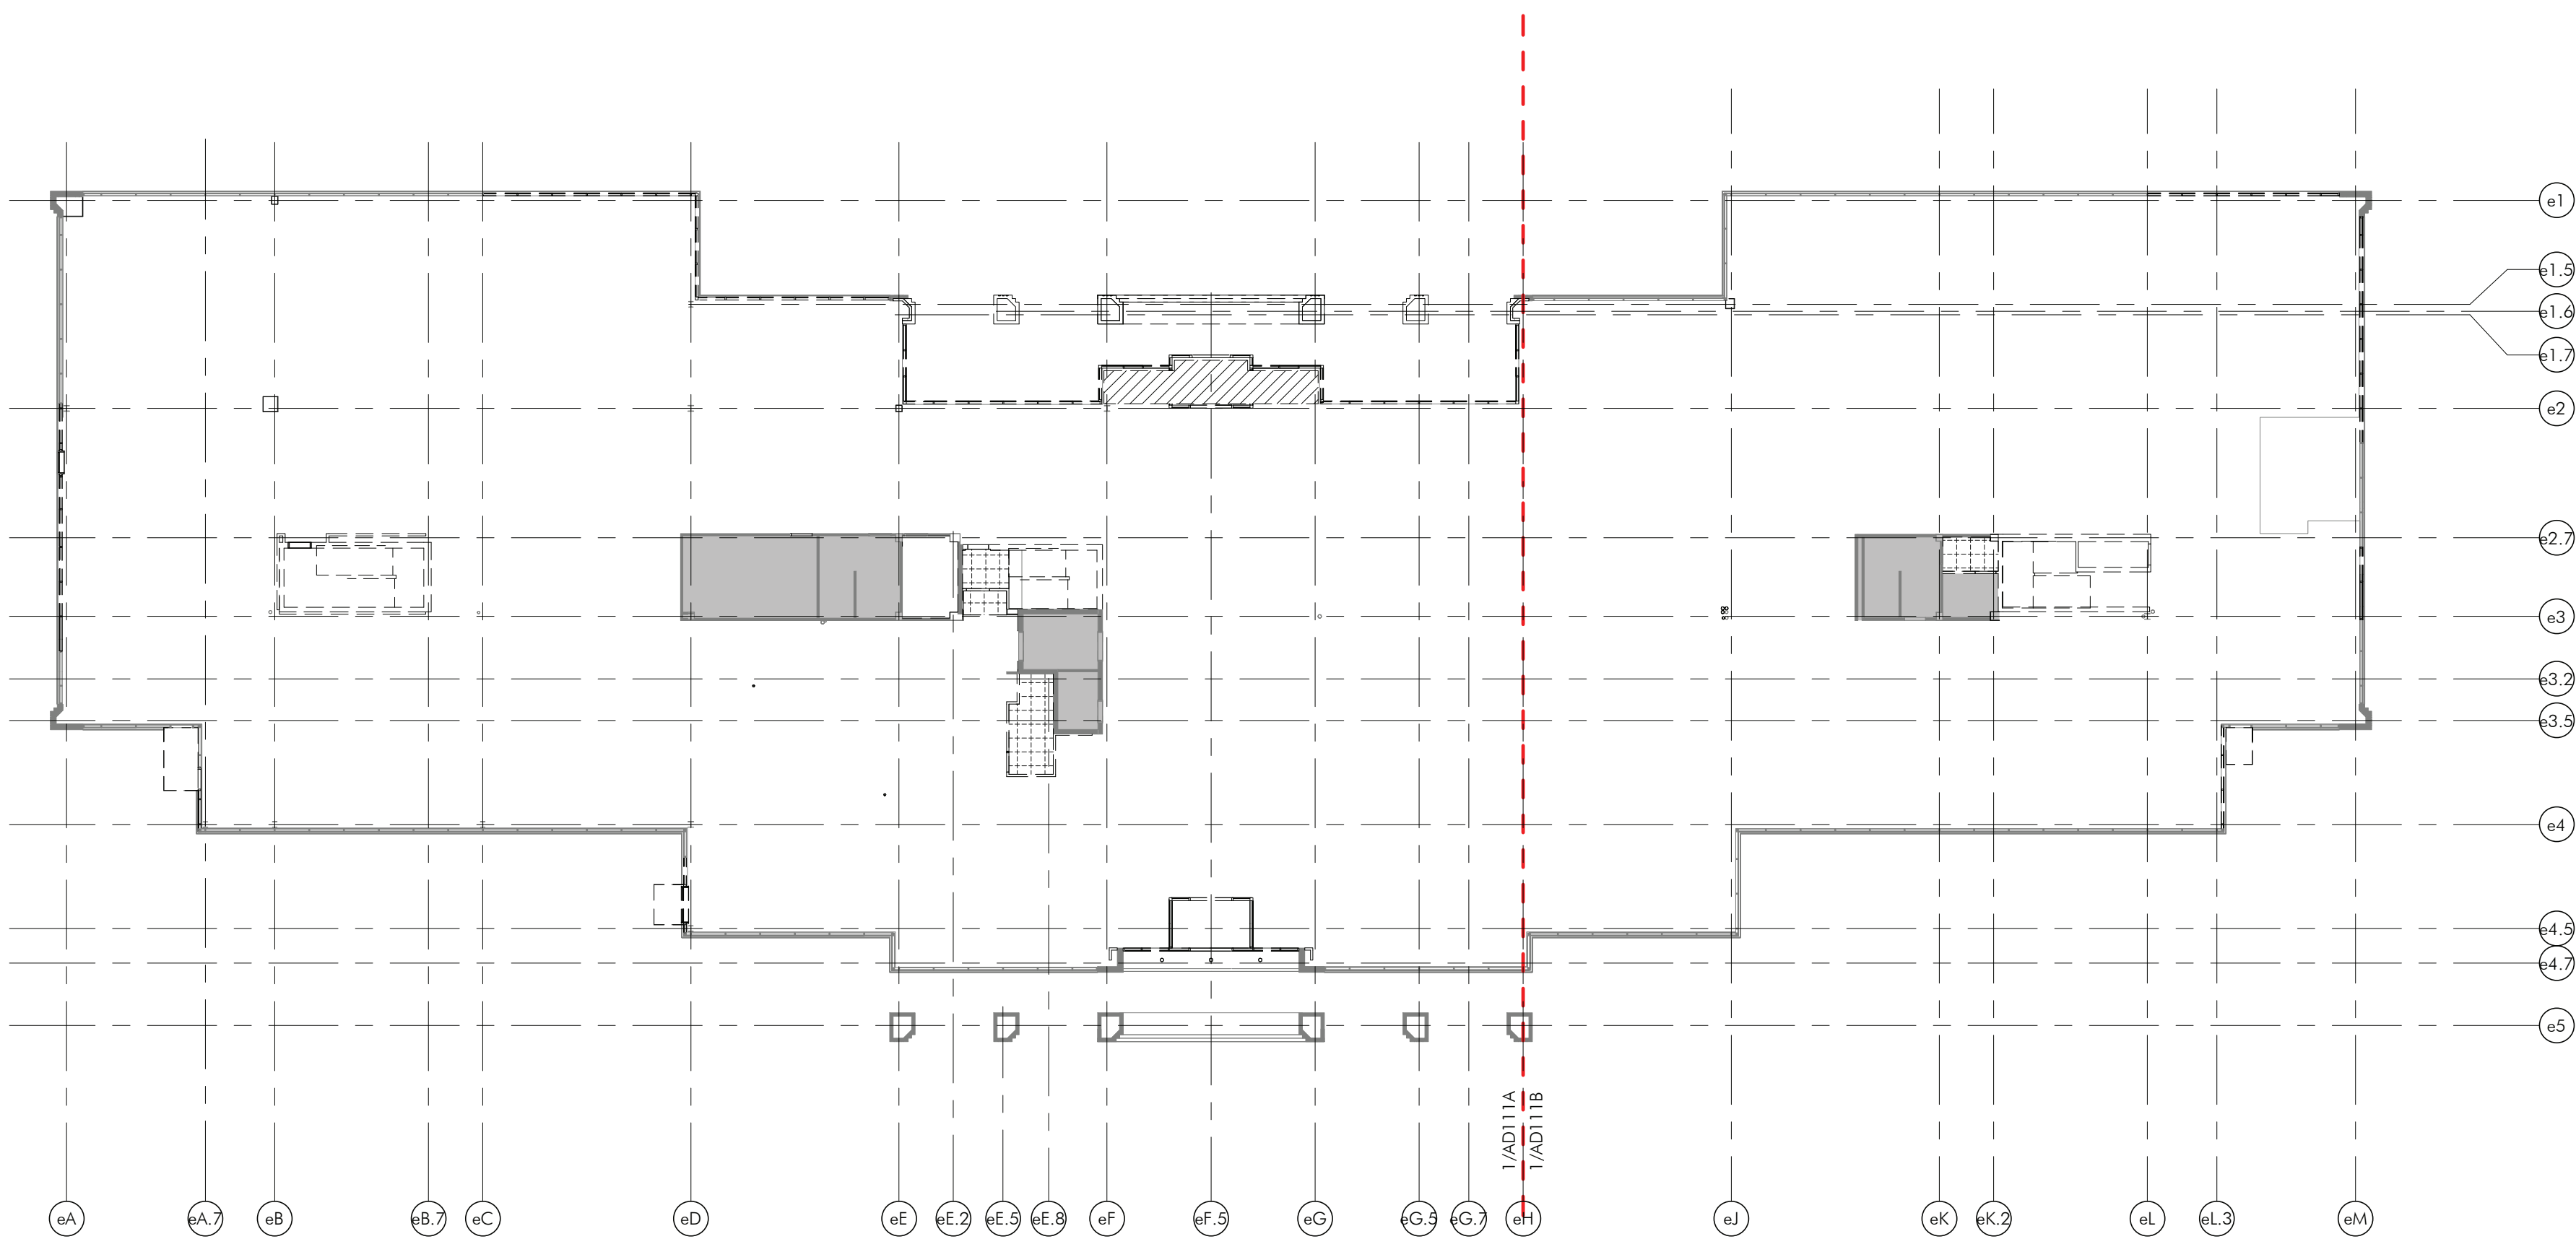 e1
e1.5
e1.6
e1.7
e2
e2.7
e3
e3.2
e3.5
e4
e4.5
e4.7
e5
1/AD111A
1/AD111B
eA
eA.7
eB
eB.7
eC
eD
eE
eE.2
eE.5
eE.8
eF
eF.5
eG
eG.5
eG.7
eH
eJ
eK
eK.2
eL
eL.3
eM